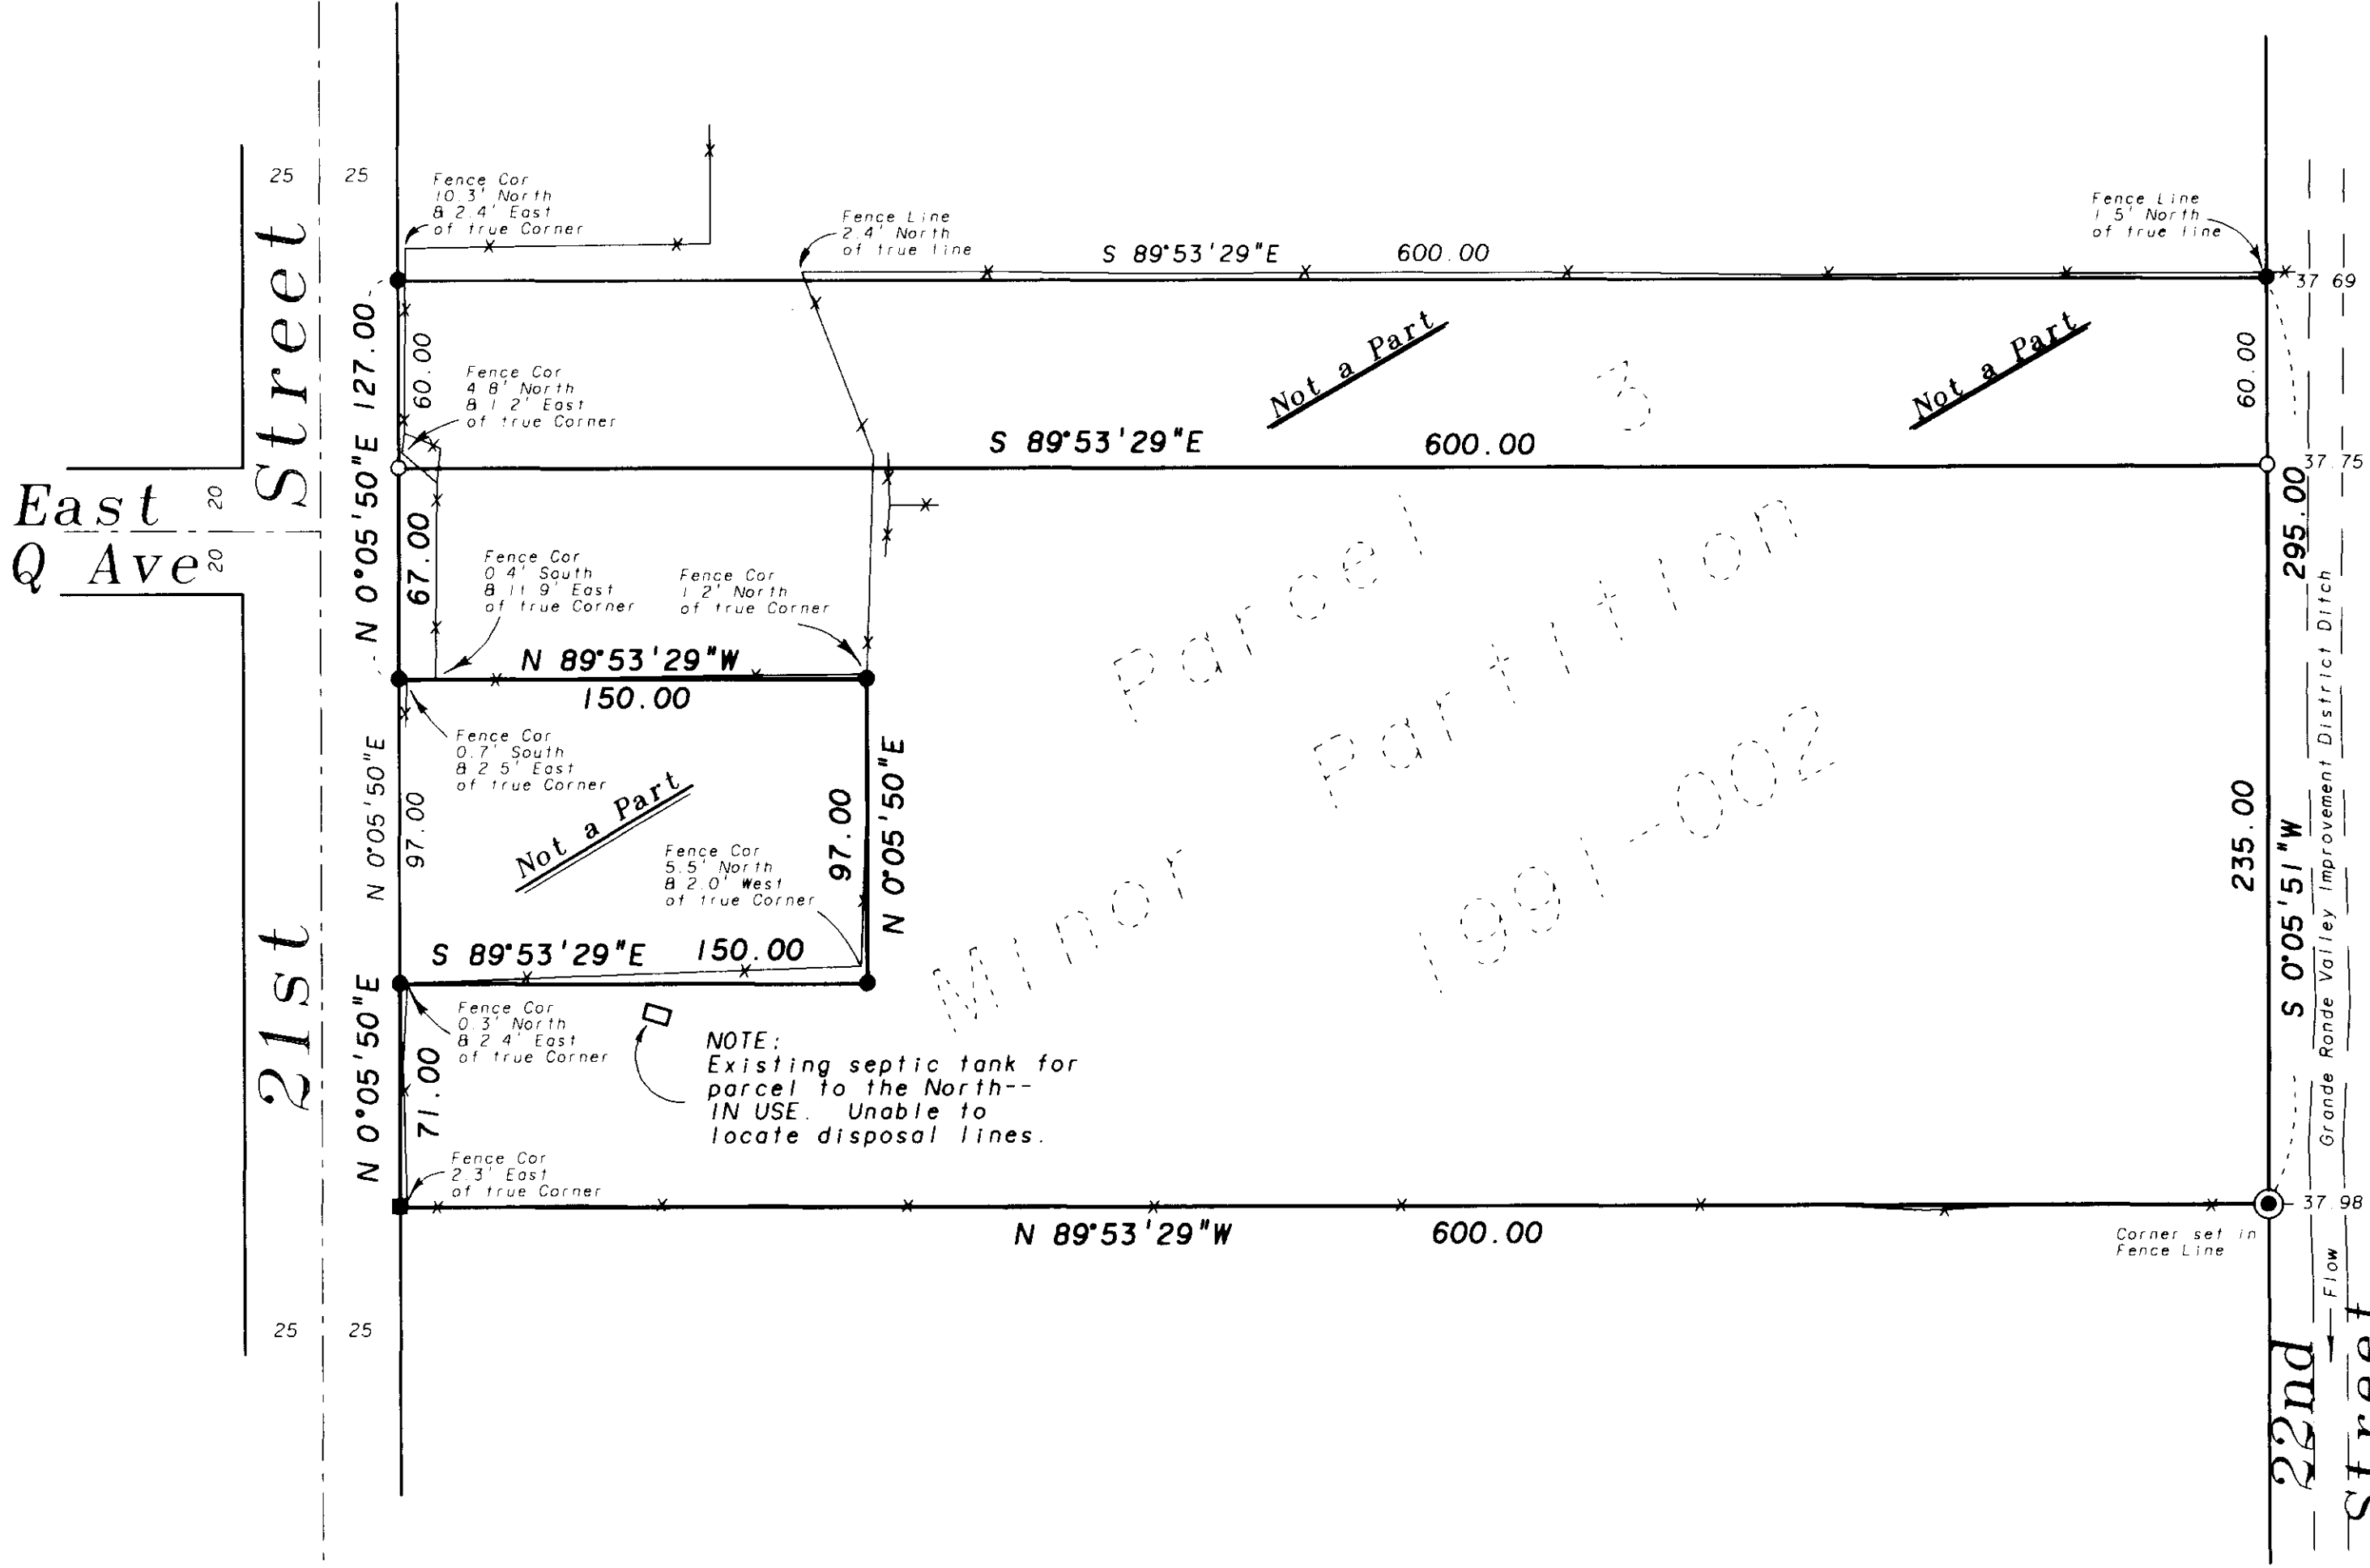 25
25
Fence Cor
10.3' North
& 2.4' East
of true Corner
Fence Line
2.4' North
of true line
Fence Line
1 5' North
of true line
S 89°53'29"E 600.00
37 69
Street
N 0°05'50"E 127.00
60.00
Fence Cor
4 8' North
& 1 2' East
of true Corner
Not a Part
3
Not a Part
60.00
S 89°53'29"E 600.00
37.75
East
Q Ave
20
20
67.00
Fence Cor
0 4' South
& 11 9' East
of true Corner
Fence Cor
1 2' North
of true Corner
N 89°53'29"W
150.00
295.00
Parcel
Minor Partition
1991-002
Fence Cor
0.7' South
& 2 5' East
of true Corner
N 0°05'50"E
97.00
Not a Part
97.00
N 0°05'50"E
Fence Cor
5.5' North
& 2.0' West
of true Corner
S 89°53'29"E 150.00
235.00
S 0°05'51"W
Grande Ronde Valley Improvement District Ditch
21st
N 0°05'50"E
71.00
Fence Cor
0.3' North
& 2 4' East
of true Corner
NOTE:
Existing septic tank for
parcel to the North--
IN USE. Unable to
locate disposal lines.
Fence Cor
2.3' East
of true Corner
N 89°53'29"W 600.00
37.98
Corner set in
Fence Line
Flow
25
25
22nd
Street